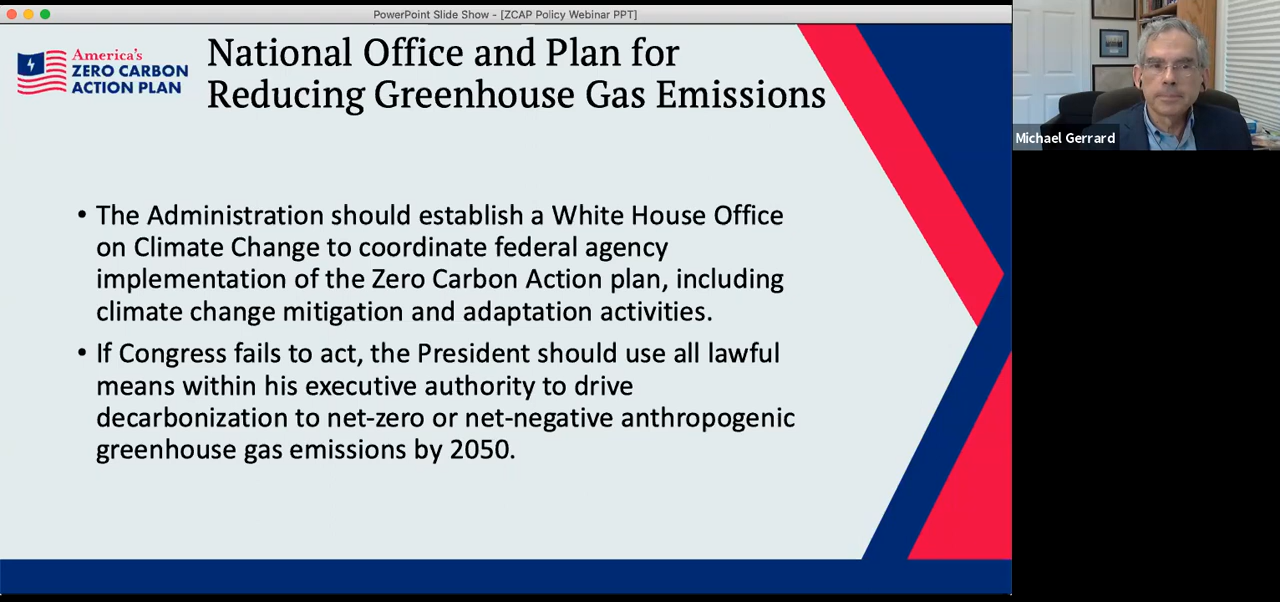 PowerPoint Slide Show - [ZCAP Policy Webinar PPT]
America's
ZERO CARBON
ACTION PLAN
National Office and Plan for
Reducing Greenhouse Gas Emissions
• The Administration should establish a White House Office
on Climate Change to coordinate federal agency
implementation of the Zero Carbon Action plan, including
climate change mitigation and adaptation activities.
• If Congress fails to act, the President should use all lawful
means within his executive authority to drive
decarbonization to net-zero or net-negative anthropogenic
greenhouse gas emissions by 2050.
Michael Gerrard